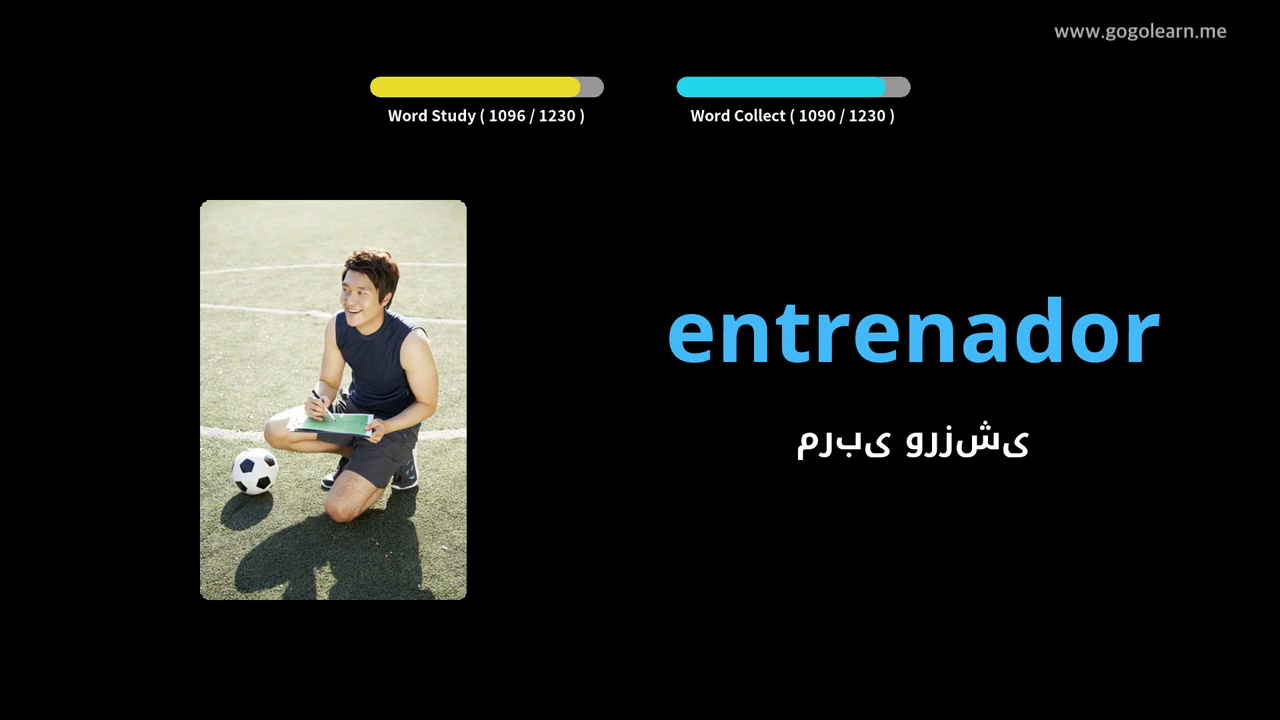 www.gogolearn.me
Word Study ( 1096 / 1230 )
Word Collect ( 1090 / 1230 )
entrenador
مربی ورزشی